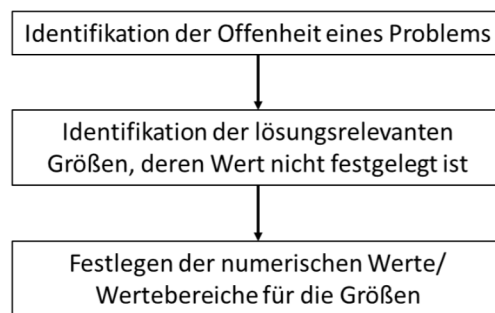 Identifikation der Offenheit eines Problems
Identifikation der lösungsrelevanten
Größen, deren Wert nicht festgelegt ist
Festlegen der numerischen Werte/
Wertebereiche für die Größen